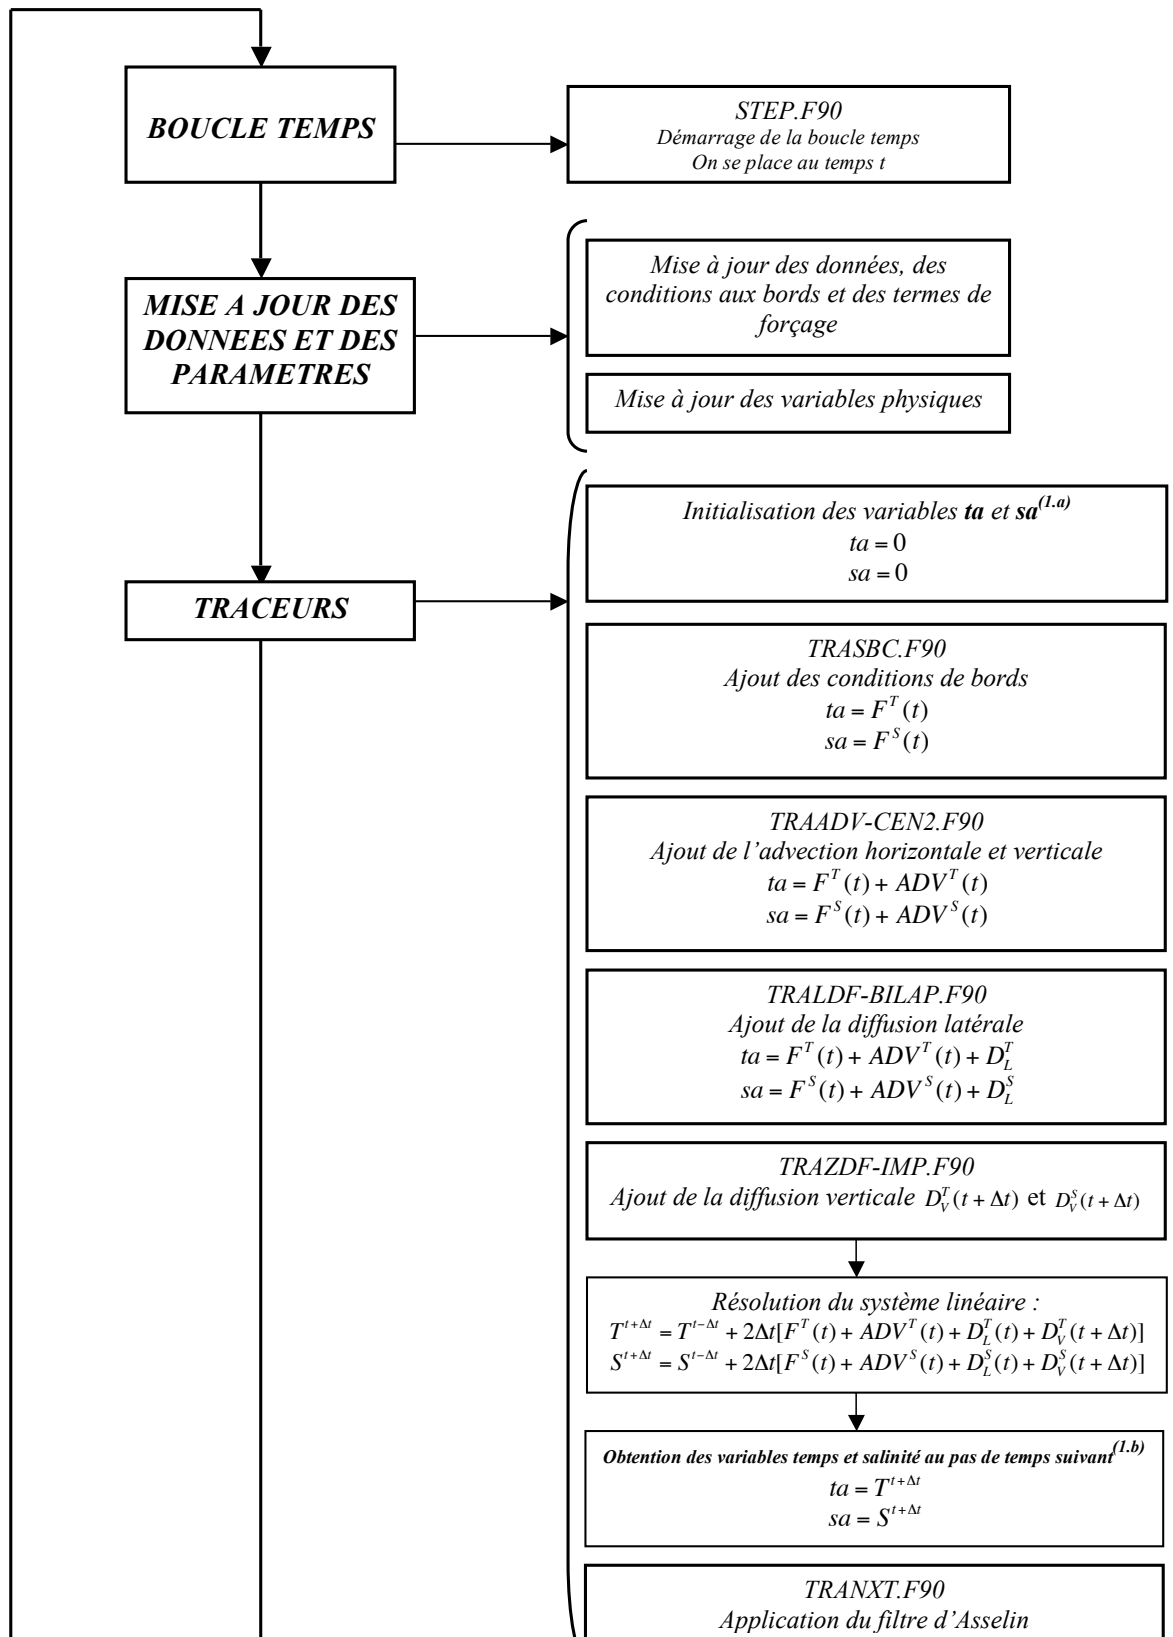 BOUCLE TEMPS
STEP.F90
Démarrage de la boucle temps
On se place au temps t
MISE A JOUR DES
DONNEES ET DES
PARAMETRES
Mise à jour des données, des
conditions aux bords et des termes de
forçage
Mise à jour des variables physiques
TRACEURS
Initialisation des variables ta et sa^(1.a)
ta = 0
sa = 0
TRASBC.F90
Ajout des conditions de bords
ta = F^T(t)
sa = F^S(t)
TRAADV-CEN2.F90
Ajout de l’advection horizontale et verticale
ta = F^T(t) + ADV^T(t)
sa = F^S(t) + ADV^S(t)
TRALDF-BILAP.F90
Ajout de la diffusion latérale
ta = F^T(t) + ADV^T(t) + D_L^T
sa = F^S(t) + ADV^S(t) + D_L^S
TRAZDF-IMP.F90
Ajout de la diffusion verticale D_V^T(t + Δt) et D_V^S(t + Δt)
Résolution du système linéaire :
T^{t+Δt} = T^{t−Δt} + 2Δt[F^T(t) + ADV^T(t) + D_L^T(t) + D_V^T(t + Δt)]
S^{t+Δt} = S^{t−Δt} + 2Δt[F^S(t) + ADV^S(t) + D_L^S(t) + D_V^S(t + Δt)]
Obtention des variables temps et salinité au pas de temps suivant^(1.b)
ta = T^{t+Δt}
sa = S^{t+Δt}
TRANXT.F90
Application du filtre d’Asselin